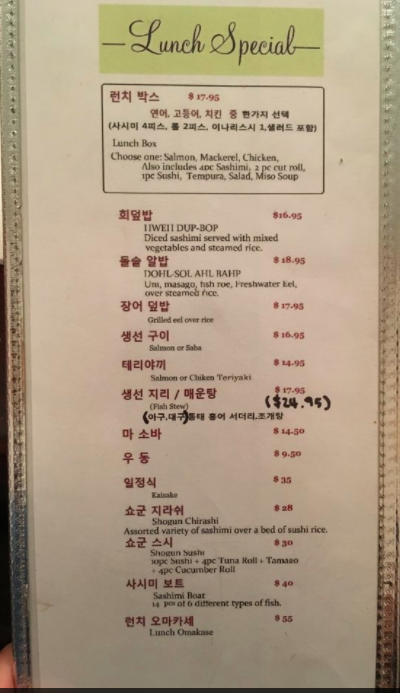 Lunch Special
런치 박스 $17.95
연어, 고등어, 치킨 중 한가지 선택
(사시미 4피스, 롤 2피스, 이나리스시 1, 샐러드 포함)
Lunch Box
Choose one: Salmon, Mackerel, Chicken,
Also includes 4pc Sashimi, 2 pc cut roll,
1pc Sushi, Tempura, Salad, Miso Soup
회덮밥 $16.95
HWEH DUP-BOP
Diced sashimi served with mixed
vegetables and steamed rice.
돌솥 알밥 $18.95
DOHL-SOL AHL BAHP
Uni, masago, fish roe, Freshwater Eel,
over steamed rice.
장어 덮밥 $17.95
Grilled eel over rice
생선 구이 $16.95
Salmon or Saba
테리야끼 $14.95
Salmon or Chiken Teriyaki
생선 지리 / 매운탕 $17.95
(Fish Stew) ($24.95)
(아구,대구)동태 홍어 서더리,조개탕
마 소바 $14.50
우 동 $9.50
일정식 $35
Kaisake
쇼군 지라쉬 $28
Shogun Chirashi
Assorted variety of sashimi over a bed of sushi rice.
쇼군 스시 $30
Shogun Sushi
10pc Sushi + 4pc Tuna Roll + Tamago
+ 4pc Cucumber Roll
사시미 보트 $40
Sashimi Boat
14 pcs of 6 different types of fish.
런치 오마카세 $55
Lunch Omakase